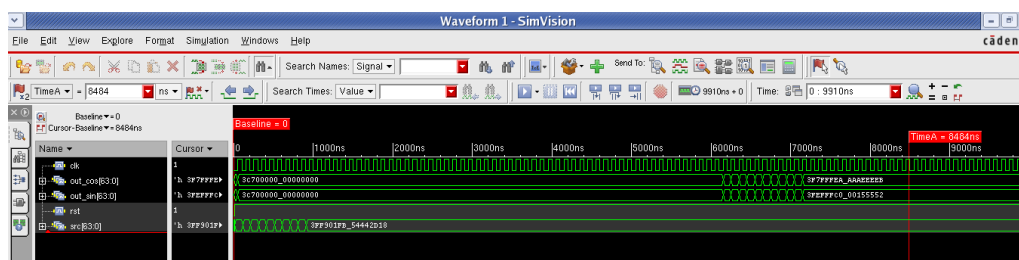 Waveform 1 - SimVision
File Edit View Explore Format Simulation Windows Help cāden
Search Names: Signal Send To:
TimeA = 8484 ns Search Times: Value 9910ns + 0 Time: 0 : 9910ns
Baseline = 0
Cursor-Baseline = 8484ns
Baseline = 0
TimeA = 8484ns
Name Cursor 0 1000ns 2000ns 3000ns 4000ns 5000ns 6000ns 7000ns 8000ns 9000ns
clk 1
out_cos[63:0] 'h 3F7FFFE 3c700000_00000000 3F7FFFEA_AAAEEEEB
out_sin[63:0] 'h 3FEFFFC 3c700000_00000000 3FEFFFC0_00155552
rst 1
src[63:0] 'h 3FF901F 3FF901FB_54442D18